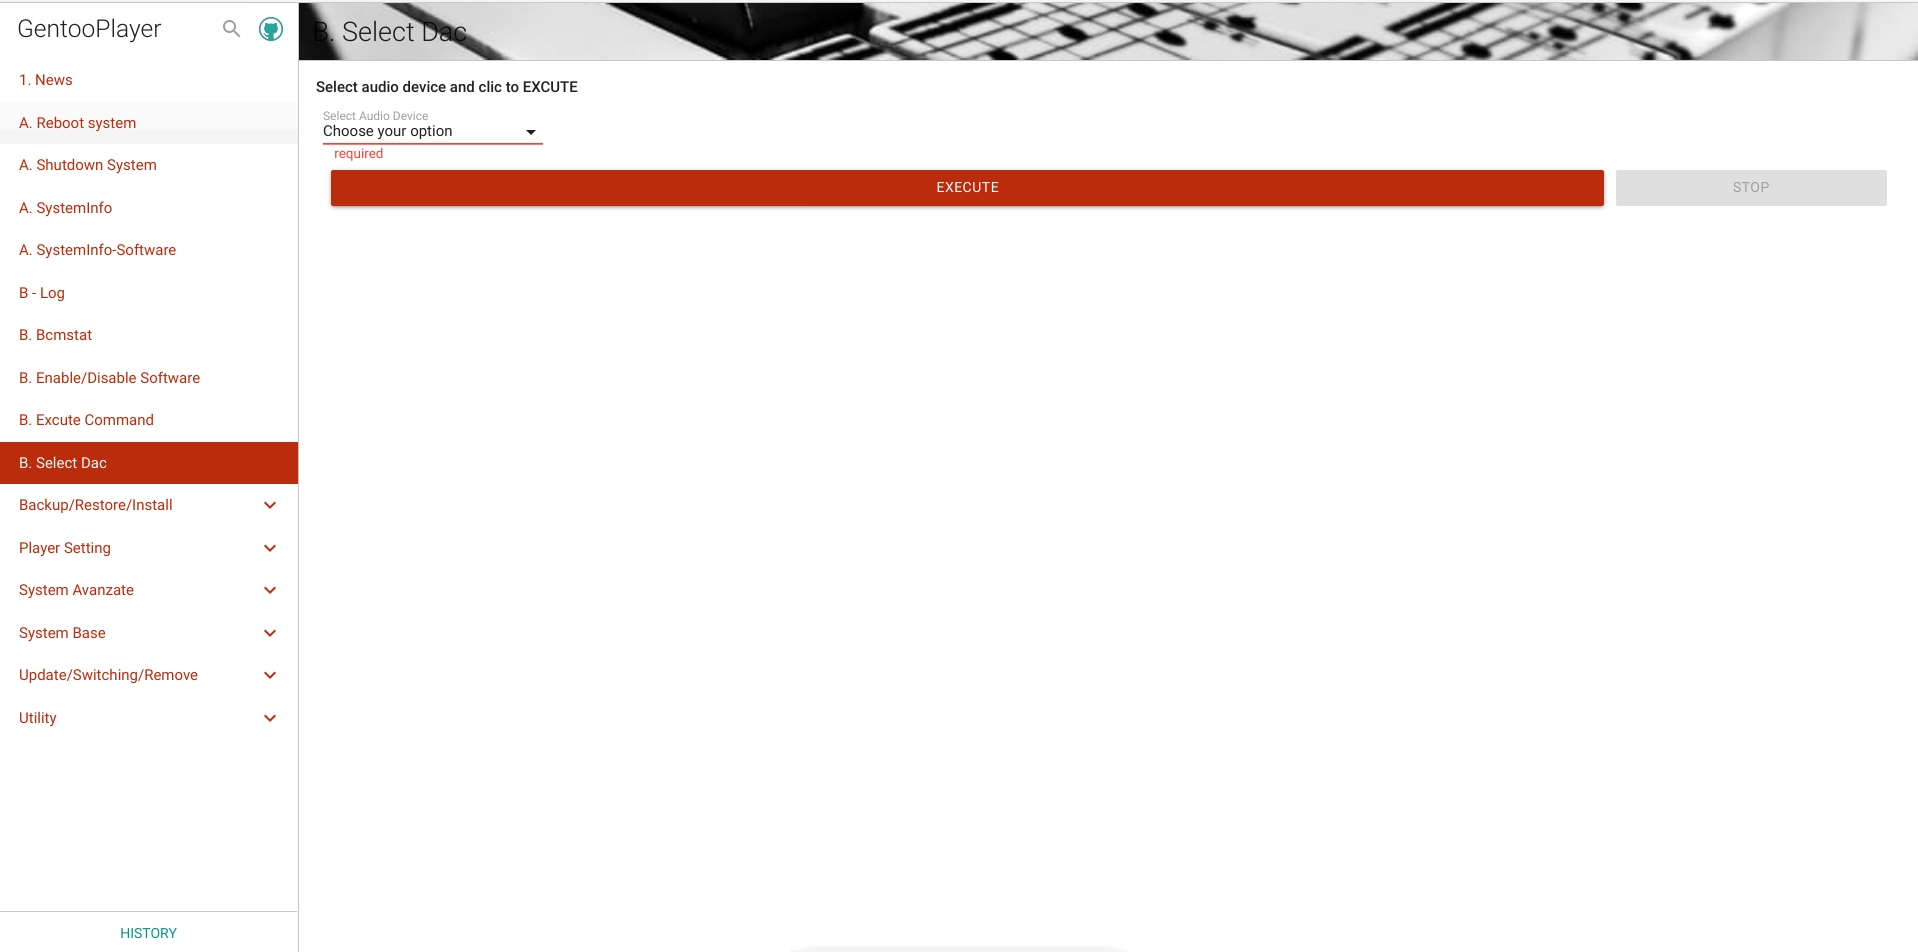 GentooPlayer
1. News
A. Reboot system
A. Shutdown System
A. SystemInfo
A. SystemInfo-Software
B - Log
B. Bcmstat
B. Enable/Disable Software
B. Excute Command
B. Select Dac
Backup/Restore/Install
Player Setting
System Avanzate
System Base
Update/Switching/Remove
Utility
HISTORY
B. Select Dac
Select audio device and clic to EXCUTE
Select Audio Device
Choose your option
required
EXECUTE
STOP